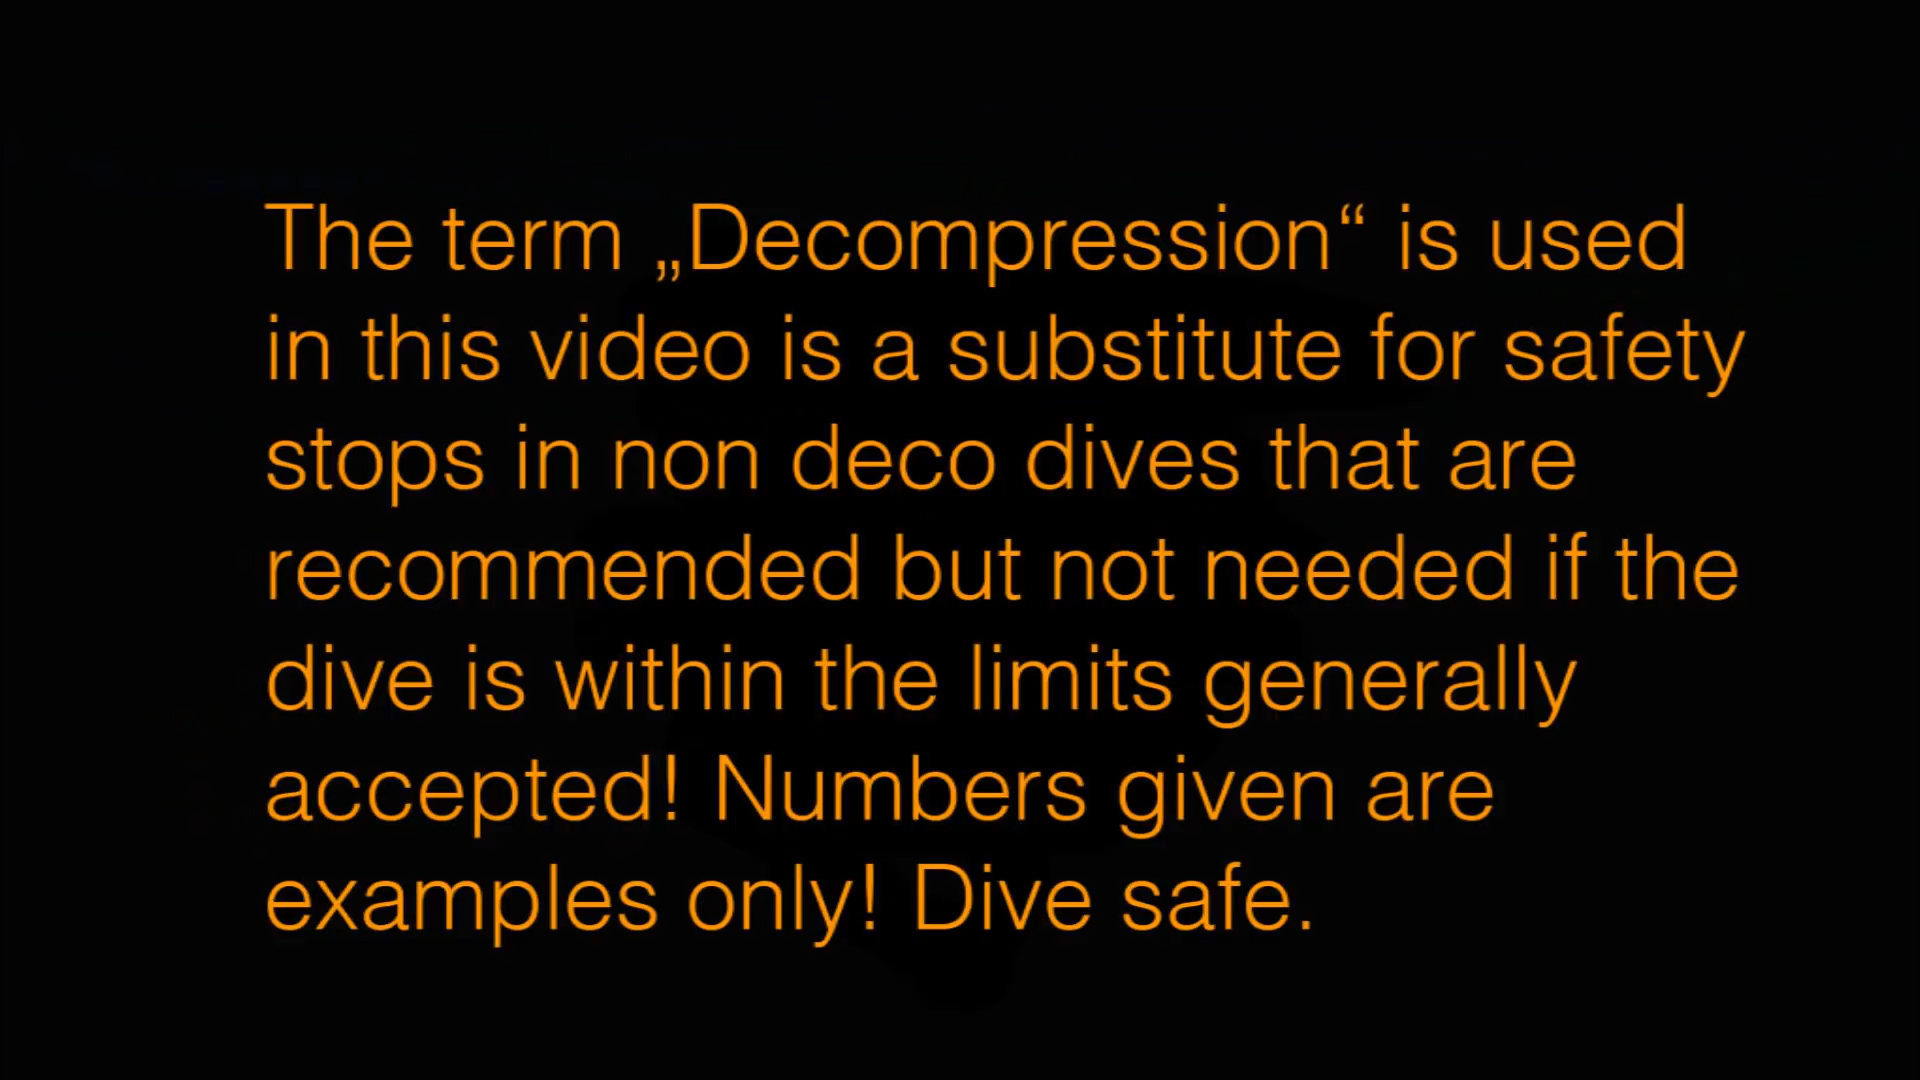 The term „Decompression“ is used
in this video is a substitute for safety
stops in non deco dives that are
recommended but not needed if the
dive is within the limits generally
accepted! Numbers given are
examples only! Dive safe.